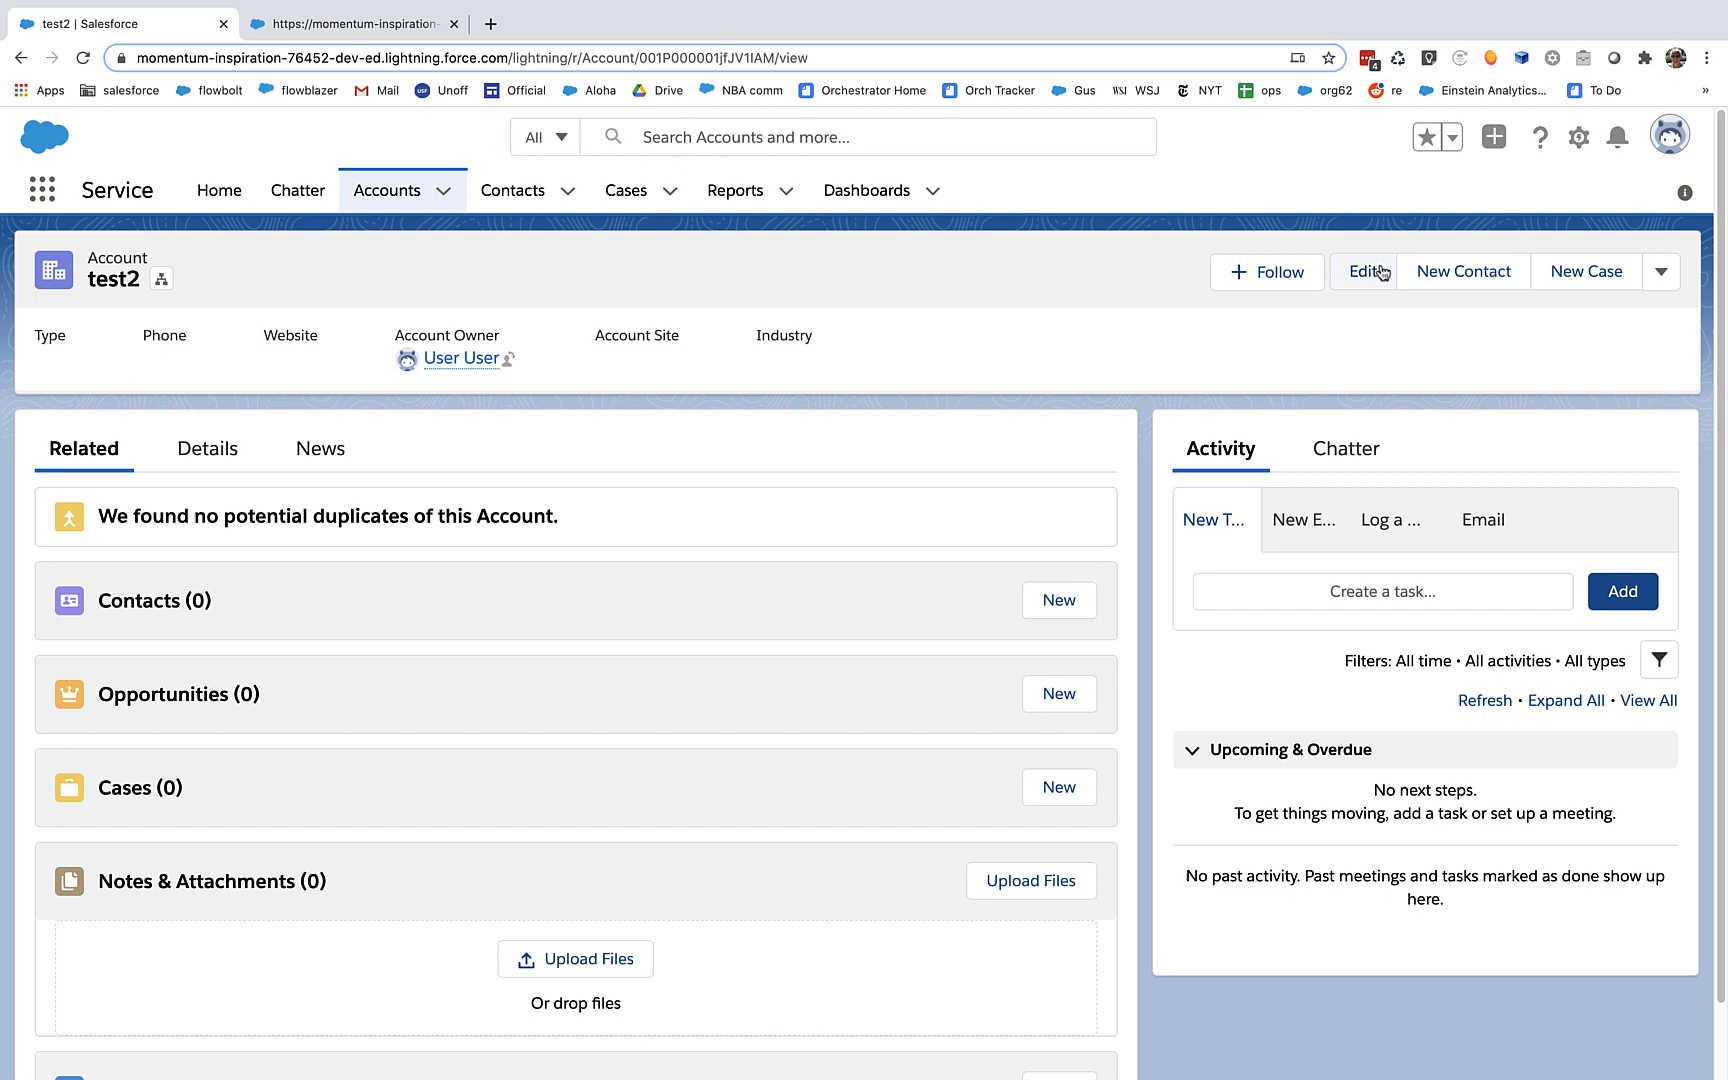 test2 | Salesforce
https://momentum-inspiration-
momentum-inspiration-76452-dev-ed.lightning.force.com/lightning/r/Account/001P000001jfJV1IAM/view
4
Apps salesforce flowbolt flowblazer Mail Unoff Official Aloha Drive NBA comm Orchestrator Home Orch Tracker Gus WSJ WSJ NYT ops org62 re Einstein Analytics... To Do »
All Search Accounts and more...
Service Home Chatter Accounts Contacts Cases Reports Dashboards
Account
test2
Follow Edit New Contact New Case
Type Phone Website Account Owner Account Site Industry
User User
Related Details News
We found no potential duplicates of this Account.
Contacts (0) New
Opportunities (0) New
Cases (0) New
Notes & Attachments (0) Upload Files
Upload Files
Or drop files
Activity Chatter
New T... New E... Log a ... Email
Create a task... Add
Filters: All time • All activities • All types
Refresh • Expand All • View All
Upcoming & Overdue
No next steps.
To get things moving, add a task or set up a meeting.
No past activity. Past meetings and tasks marked as done show up
here.